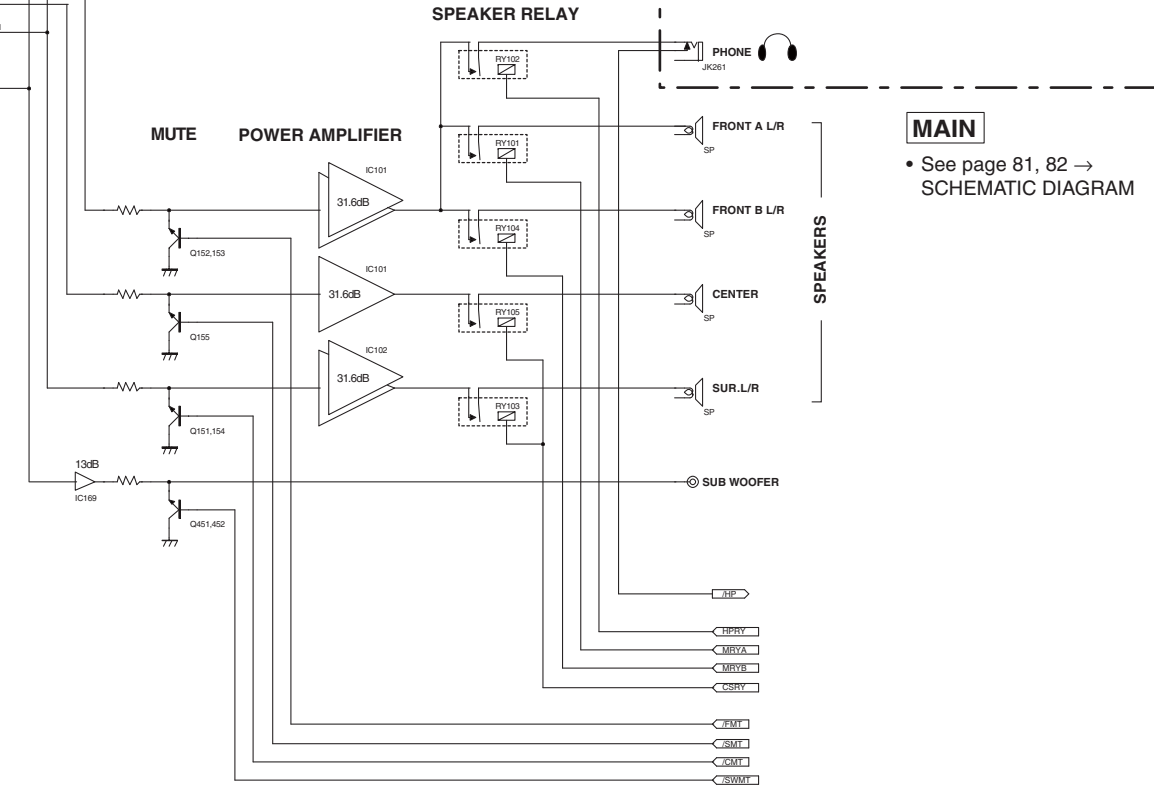 SPEAKER RELAY
RY102
PHONE
JK261
MUTE
POWER AMPLIFIER
MAIN
• See page 81, 82 →
SCHEMATIC DIAGRAM
FRONT A L/R
SP
RY101
IC101
31.6dB
FRONT B L/R
SP
RY104
Q152,153
SPEAKERS
IC101
31.6dB
CENTER
SP
RY105
Q155
IC102
31.6dB
SUR.L/R
SP
RY103
Q151,154
13dB
IC169
SUB WOOFER
Q451,452
/HP
HPRY
MRYA
MRYB
CSRY
/FMT
/SMT
/CMT
/SWMT